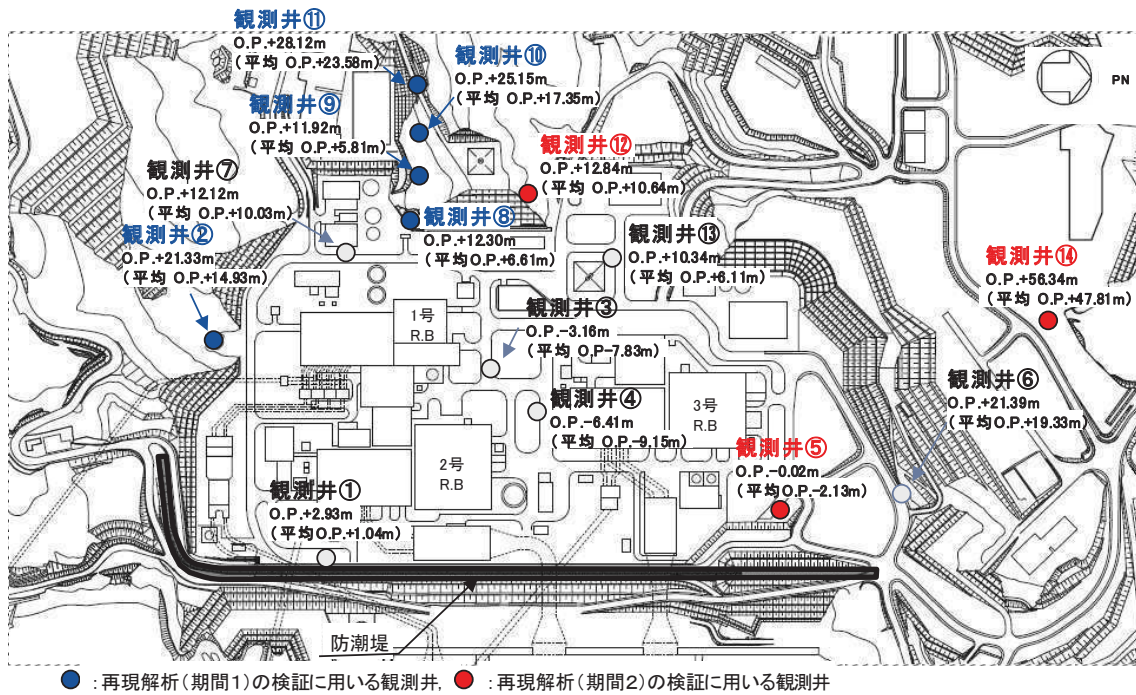 観測井⑪
O.P.+28.12m
(平均 O.P.+23.58m)
観測井⑩
O.P.+25.15m
(平均 O.P.+17.35m)
PN
観測井⑨
O.P.+11.92m
(平均 O.P.+5.81m)
観測井⑫
O.P.+12.84m
(平均 O.P.+10.64m)
観測井⑦
O.P.+12.12m
(平均 O.P.+10.03m)
観測井⑧
O.P.+12.30m
(平均 O.P.+6.61m)
観測井②
O.P.+21.33m
(平均 O.P.+14.93m)
観測井⑬
O.P.+10.34m
(平均 O.P.+6.11m)
観測井⑭
O.P.+56.34m
(平均 O.P.+47.81m)
観測井③
O.P.-3.16m
(平均 O.P-7.83m)
1号
R.B
観測井④
O.P.-6.41m
(平均 O.P.-9.15m)
3号
R.B
観測井⑥
O.P.+21.39m
(平均O.P.+19.33m)
観測井⑤
O.P.-0.02m
(平均O.P.-2.13m)
2号
R.B
観測井①
O.P.+2.93m
(平均O.P.+1.04m)
防潮堤
:再現解析(期間1)の検証に用いる観測井, :再現解析(期間2)の検証に用いる観測井